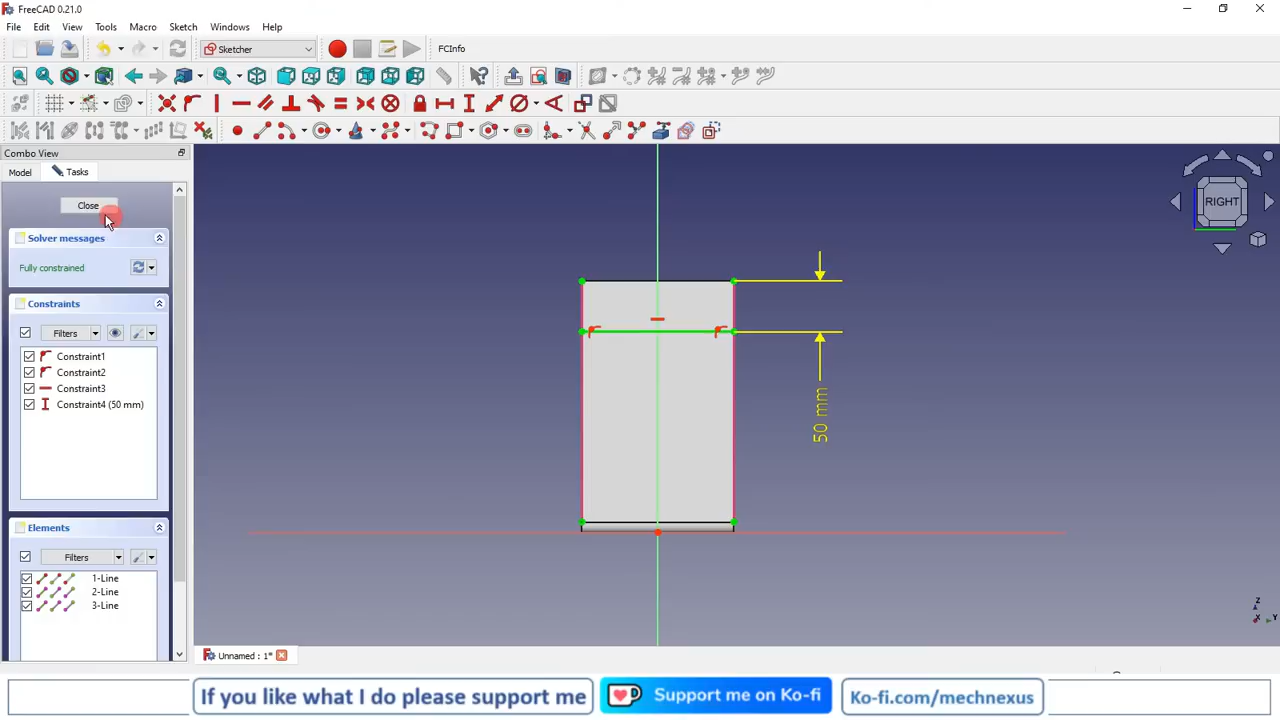 FreeCAD 0.21.0
File Edit View Tools Macro Sketch Windows Help
Sketcher
FCInfo
Combo View
Model Tasks
Close
Solver messages
Fully constrained
Constraints
Filters
Constraint1
Constraint2
Constraint3
Constraint4 (50 mm)
Elements
Filters
1-Line
2-Line
3-Line
50 mm
RIGHT
Z
X Y
Unnamed : 1*
If you like what I do please support me
Support me on Ko-fi
Ko-fi.com/mechnexus